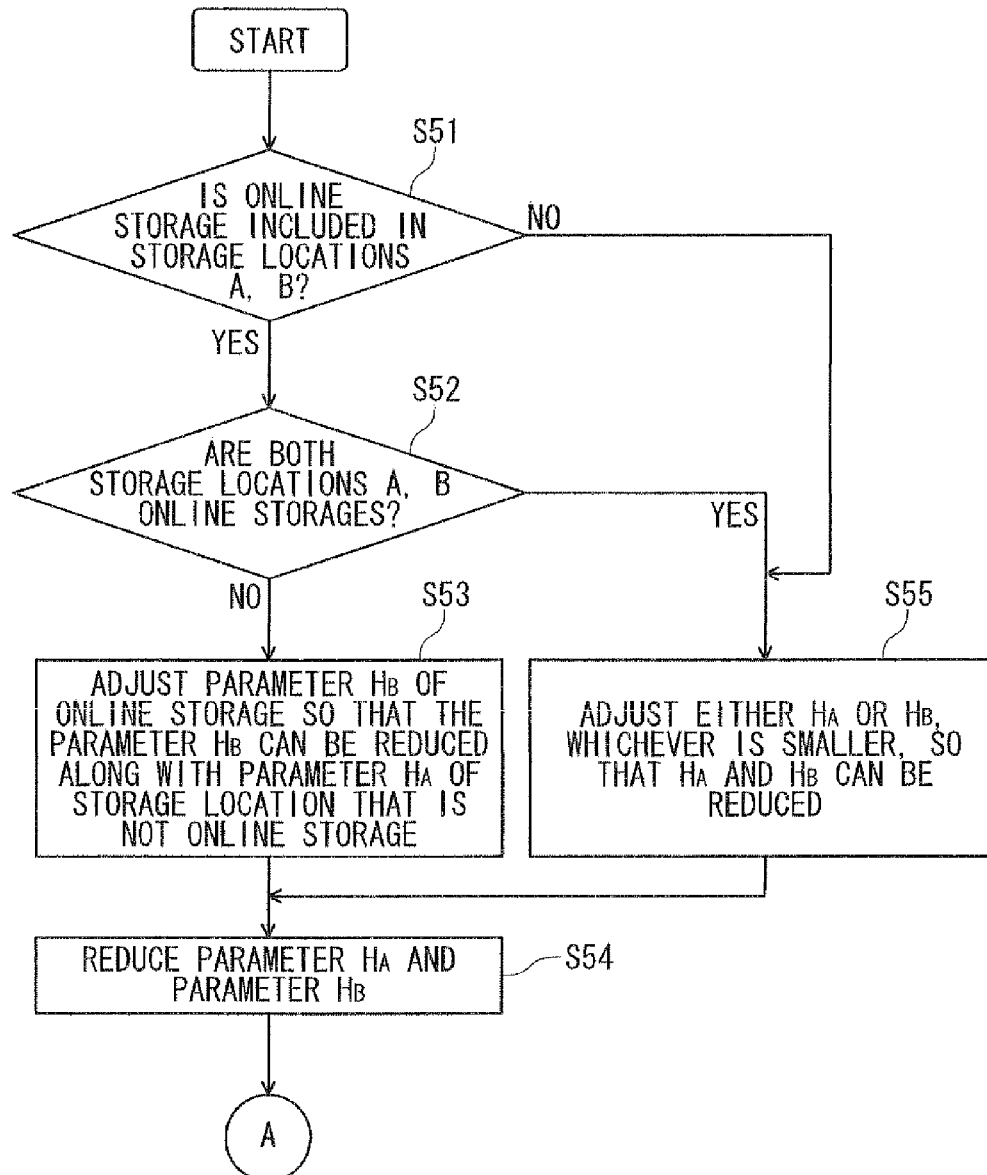 START
S51
IS ONLINE
STORAGE INCLUDED IN
STORAGE LOCATIONS
A, B?
NO
YES
S52
ARE BOTH
STORAGE LOCATIONS A, B
ONLINE STORAGES?
YES
NO
S53
ADJUST PARAMETER HB OF
ONLINE STORAGE SO THAT THE
PARAMETER HB CAN BE REDUCED
ALONG WITH PARAMETER HA OF
STORAGE LOCATION THAT IS
NOT ONLINE STORAGE
S55
ADJUST EITHER HA OR HB,
WHICHEVER IS SMALLER, SO
THAT HA AND HB CAN BE
REDUCED
REDUCE PARAMETER HA AND
PARAMETER HB
S54
A